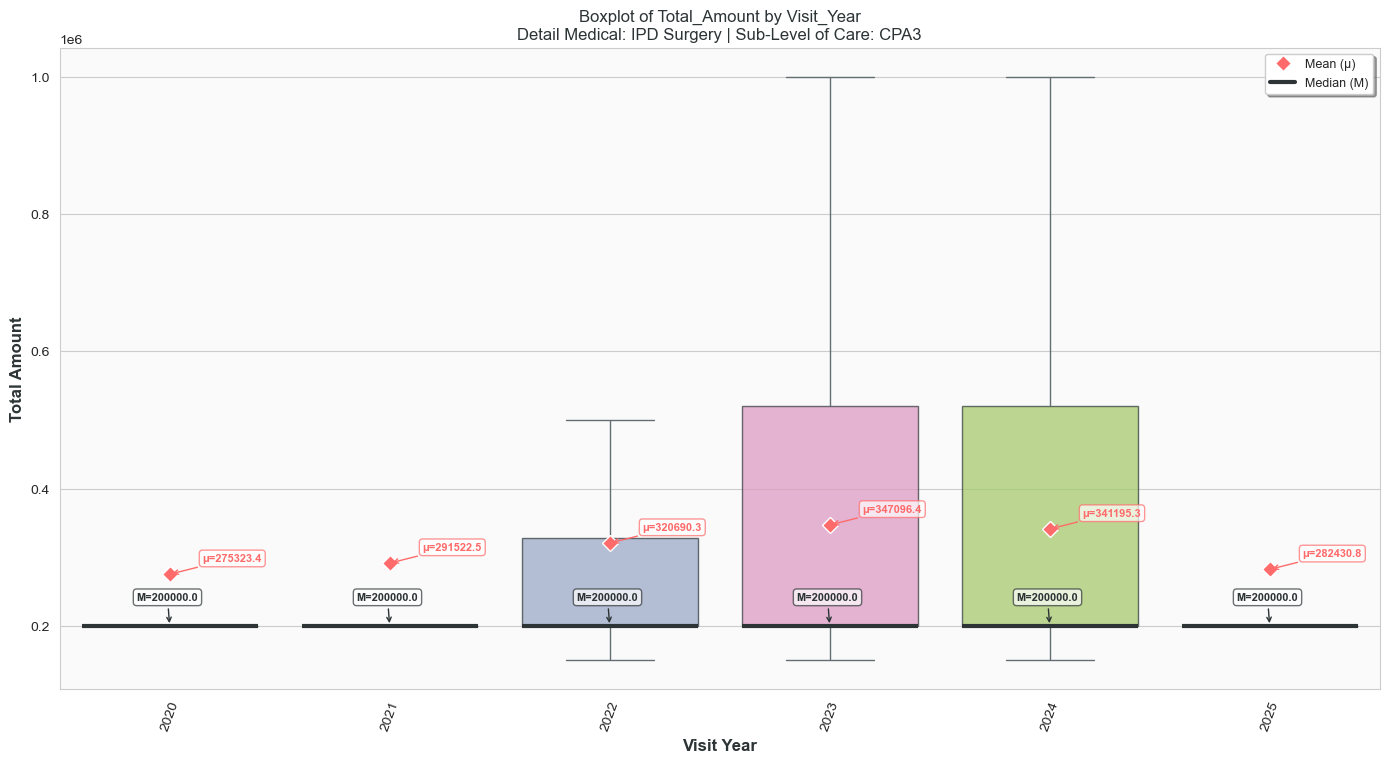 Boxplot of Total_Amount by Visit_Year
Detail Medical: IPD Surgery | Sub-Level of Care: CPA3
1e6
Mean (μ)
Median (M)
1.0
0.8
0.6
0.4
0.2
Total Amount
μ=275323.4
M=200000.0
μ=291522.5
M=200000.0
μ=320690.3
M=200000.0
μ=347096.4
M=200000.0
μ=341195.3
M=200000.0
μ=282430.8
M=200000.0
2020
2021
2022
2023
2024
2025
Visit Year